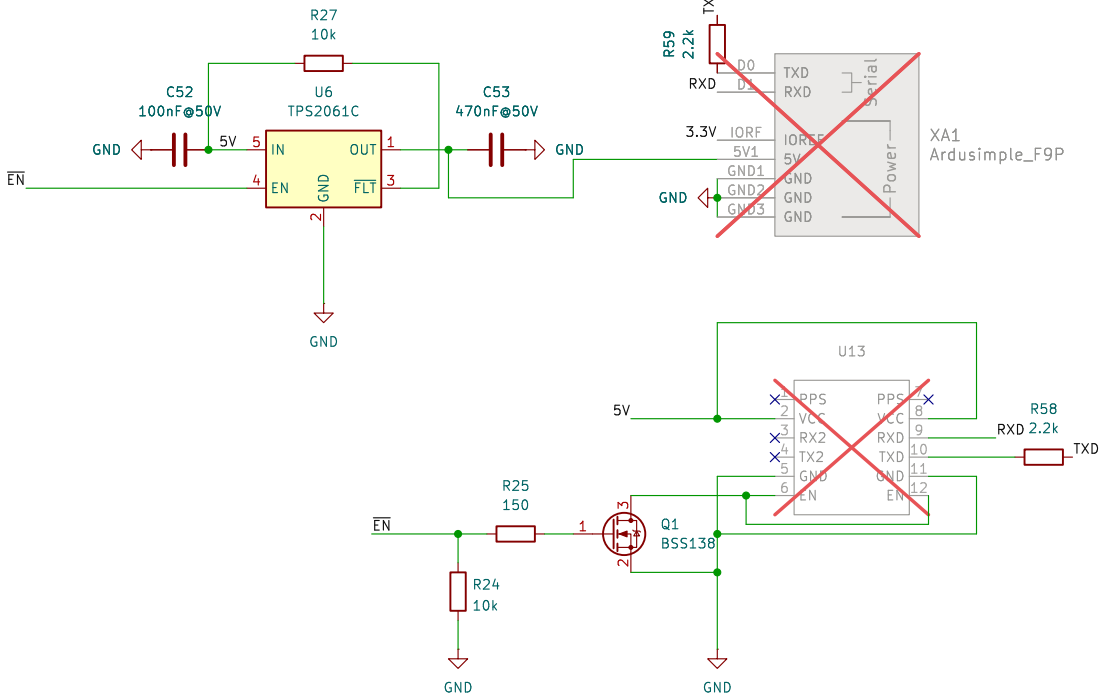 R27
10k
C52
100nF@50V
GND
5V
U6
TPS2061C
5 IN
4 EN
OUT 1
FLT 3
GND
2
EN
GND
C53
470nF@50V
GND
TX
R59
2.2k
RXD
D0
D1
TXD
RXD
Serial
3.3V
IORF
IOREF
5V1
5V
GND1
GND
GND2
GND
GND3
GND
GND
Power
XA1
Ardusimple_F9P
U13
5V
1 PPS
2 VCC
3 RX2
4 TX2
5 GND
6 EN
PPS 7
VCC 8
RXD 9
TXD 10
GND 11
EN 12
RXD
R58
2.2k
TXD
EN
R25
150
1
3
2
Q1
BSS138
R24
10k
GND
GND